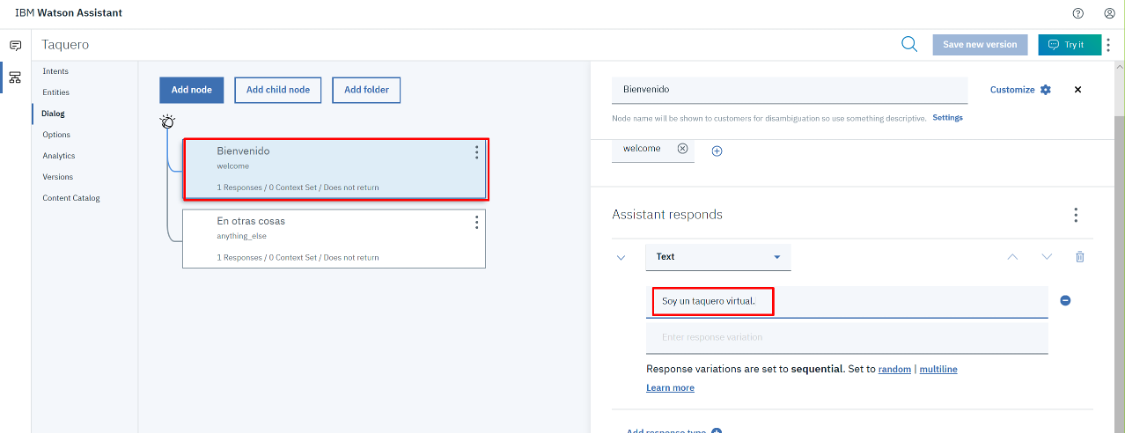 IBM Watson Assistant
Taquero
Save new version
Try it
Intents
Entities
Dialog
Options
Analytics
Versions
Content Catalog
Add node
Add child node
Add folder
Bienvenido
welcome
1 Responses / 0 Context Set / Does not return
En otras cosas
anything_else
1 Responses / 0 Context Set / Does not return
Bienvenido
Customize
Node name will be shown to customers for disambiguation so use something descriptive. Settings
welcome
Assistant responds
Text
Soy un taquero virtual.
Enter response variation
Response variations are set to sequential. Set to random | multiline
Learn more
Add response type